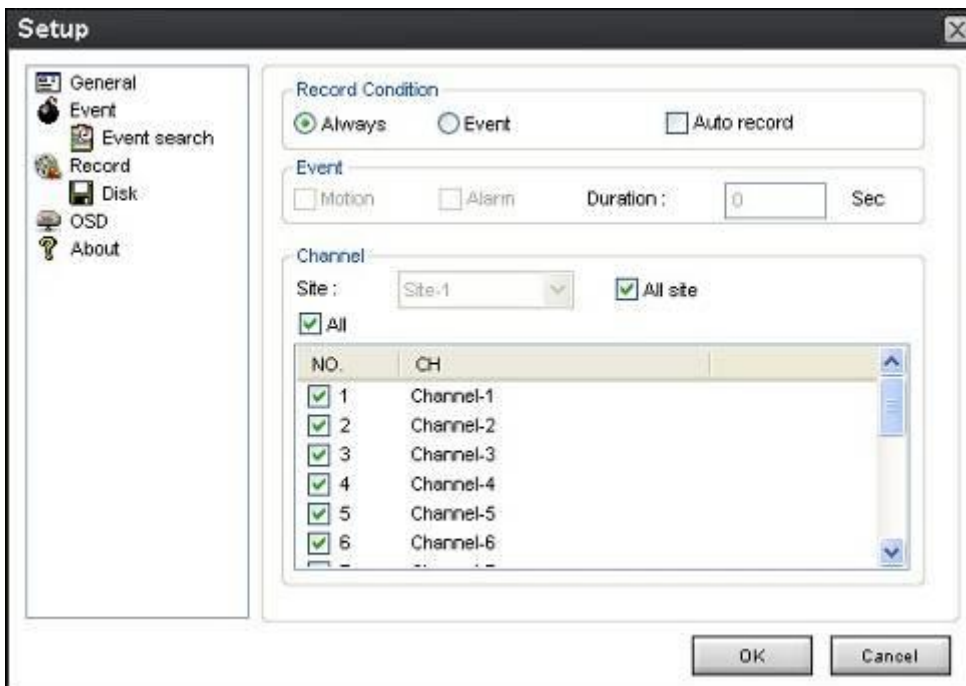 Setup
General
Event
Event search
Record
Disk
OSD
About
Record Condition
Always Event Auto record
Event
Motion Alarm Duration : 0 Sec
Channel
Site : Site-1 All site
All
NO. CH
1 Channel-1
2 Channel-2
3 Channel-3
4 Channel-4
5 Channel-5
6 Channel-6
OK Cancel